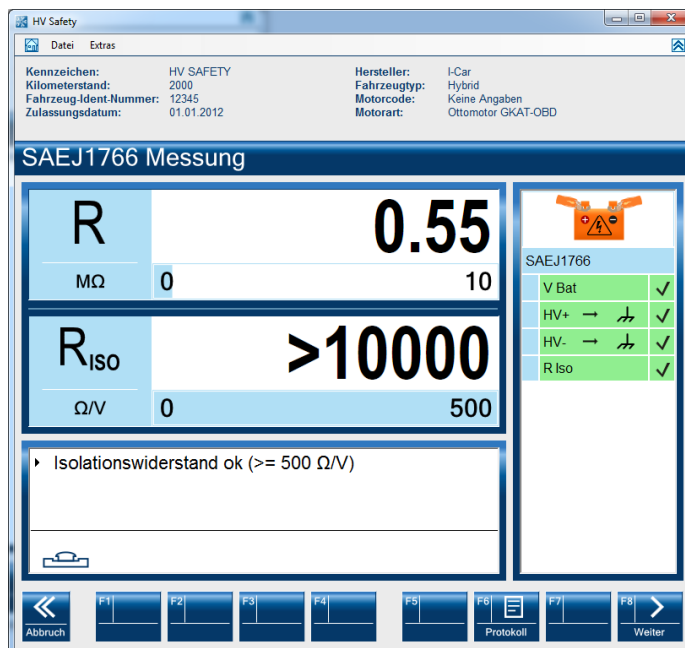 HV Safety
Datei Extras
Kennzeichen: HV SAFETY Hersteller: I-Car
Kilometerstand: 2000 Fahrzeugtyp: Hybrid
Fahrzeug-Ident-Nummer: 12345 Motorcode: Keine Angaben
Zulassungsdatum: 01.01.2012 Motorart: Ottomotor GKAT-OBD
SAEJ1766 Messung
R 0.55
MΩ 0 10
RISO >10000
Ω/V 0 500
Isolationswiderstand ok (>= 500 Ω/V)
SAEJ1766
V Bat ✓
HV+ → ✓
HV- → ✓
R Iso ✓
Abbruch F1 F2 F3 F4 F5 F6 Protokoll F7 F8 Weiter